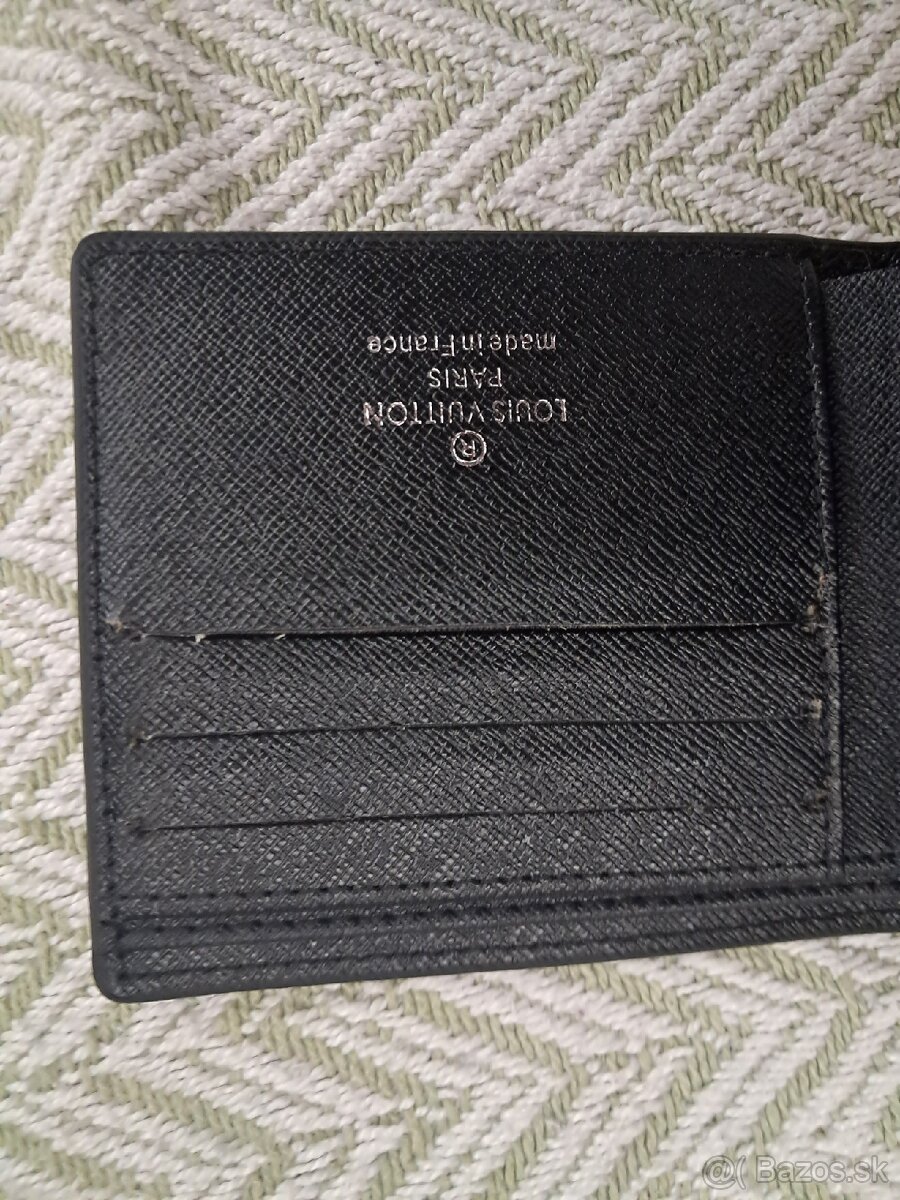 ®
LOUIS VUITTON
PARIS
made in France
@( Bazos.sk